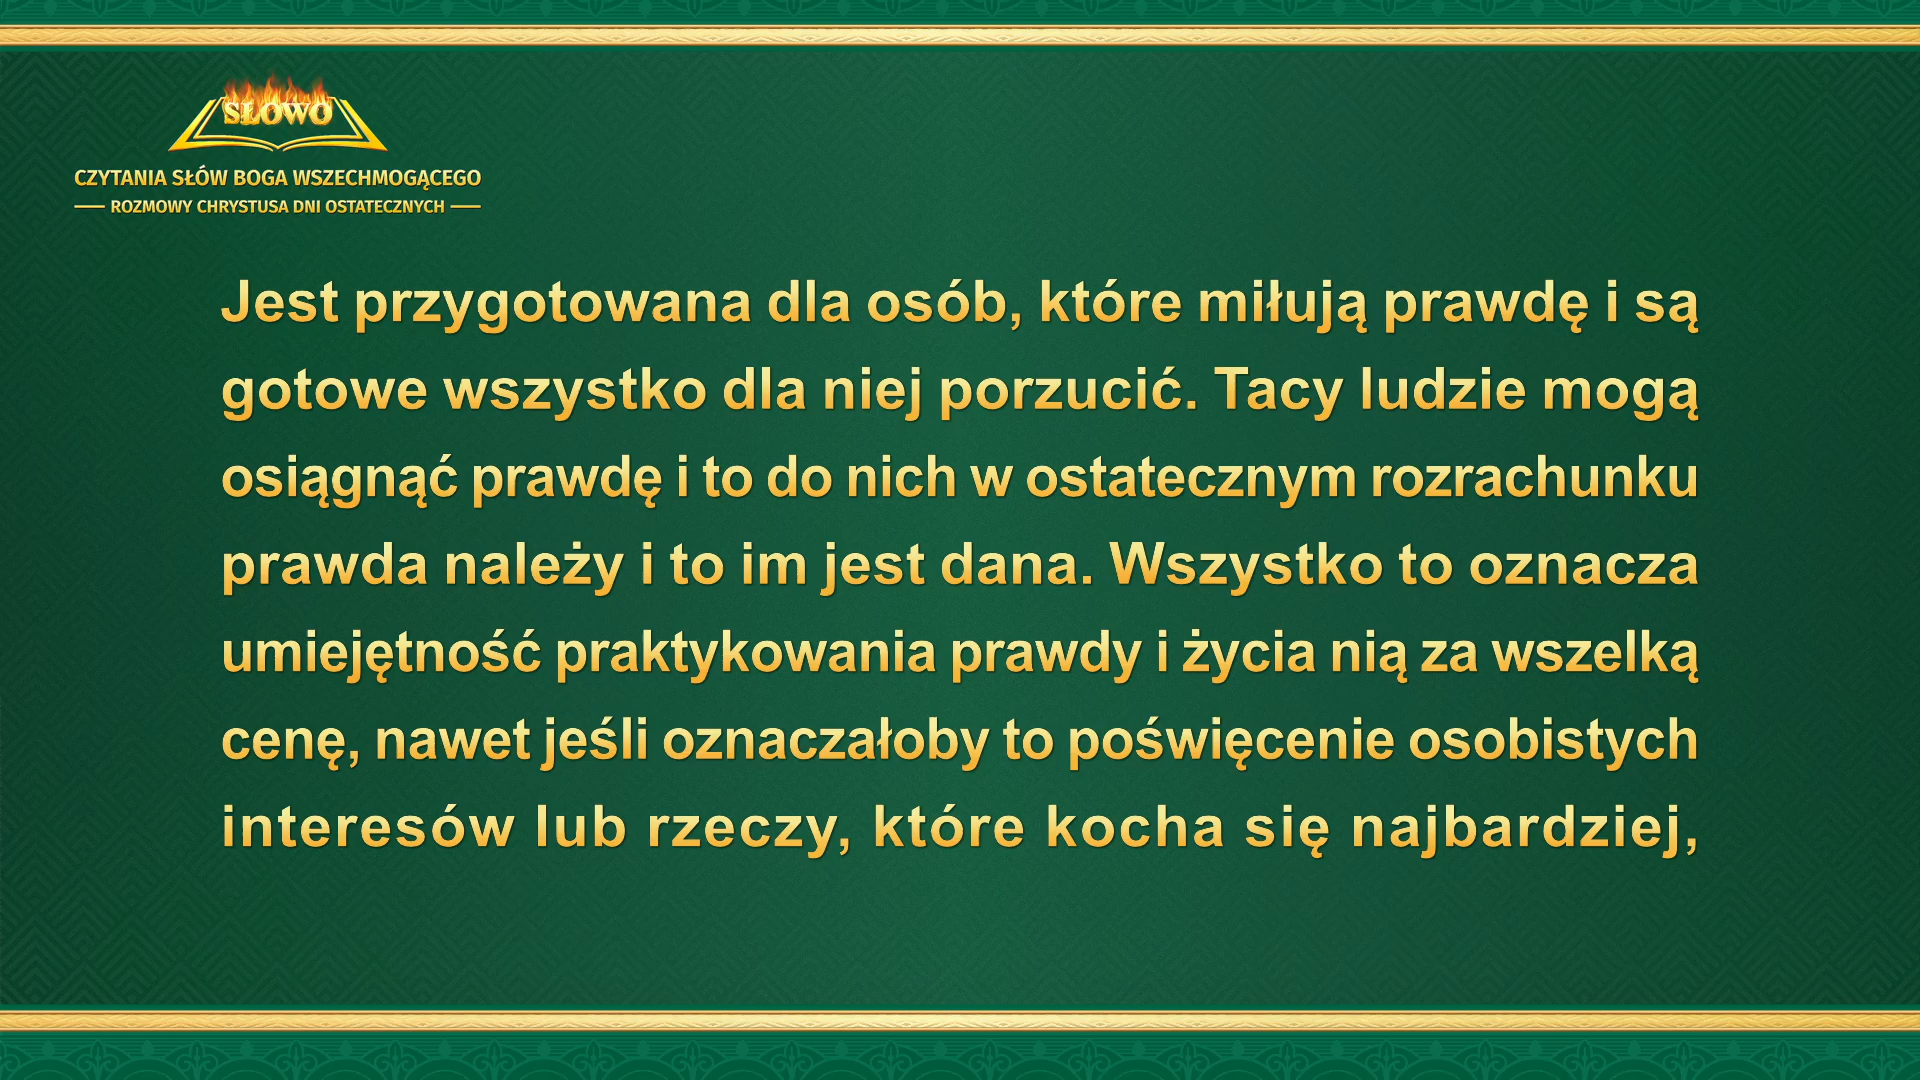 SŁOWO
CZYTANIA SŁÓW BOGA WSZECHMOGĄCEGO
ROZMOWY CHRYSTUSA DNI OSTATECZNYCH
Jest przygotowana dla osób, które miłują prawdę i są
gotowe wszystko dla niej porzucić. Tacy ludzie mogą
osiągnąć prawdę i to do nich w ostatecznym rozrachunku
prawda należy i to im jest dana. Wszystko to oznacza
umiejętność praktykowania prawdy i życia nią za wszelką
cenę, nawet jeśli oznaczałoby to poświęcenie osobistych
interesów lub rzeczy, które kocha się najbardziej,